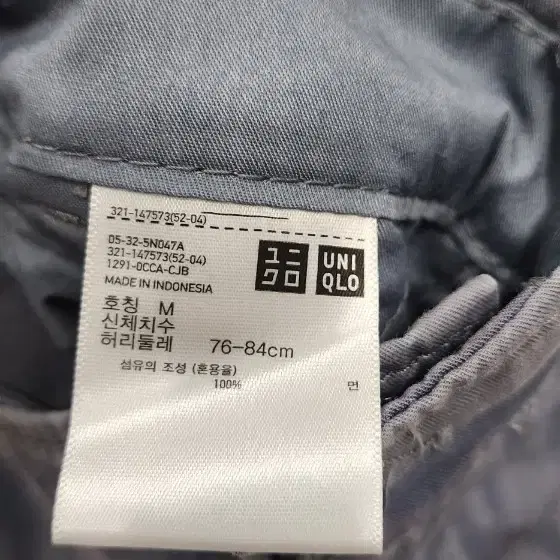 321-147573(52-04)
05-32-5N047A
321-147573(52-04)
1291-0CCA-CJB
MADE IN INDONESIA
ユニ
クロ
UNI
QLO
호칭 M
신체치수
허리둘레 76-84cm
섬유의 조성 (혼용율)
100% 면